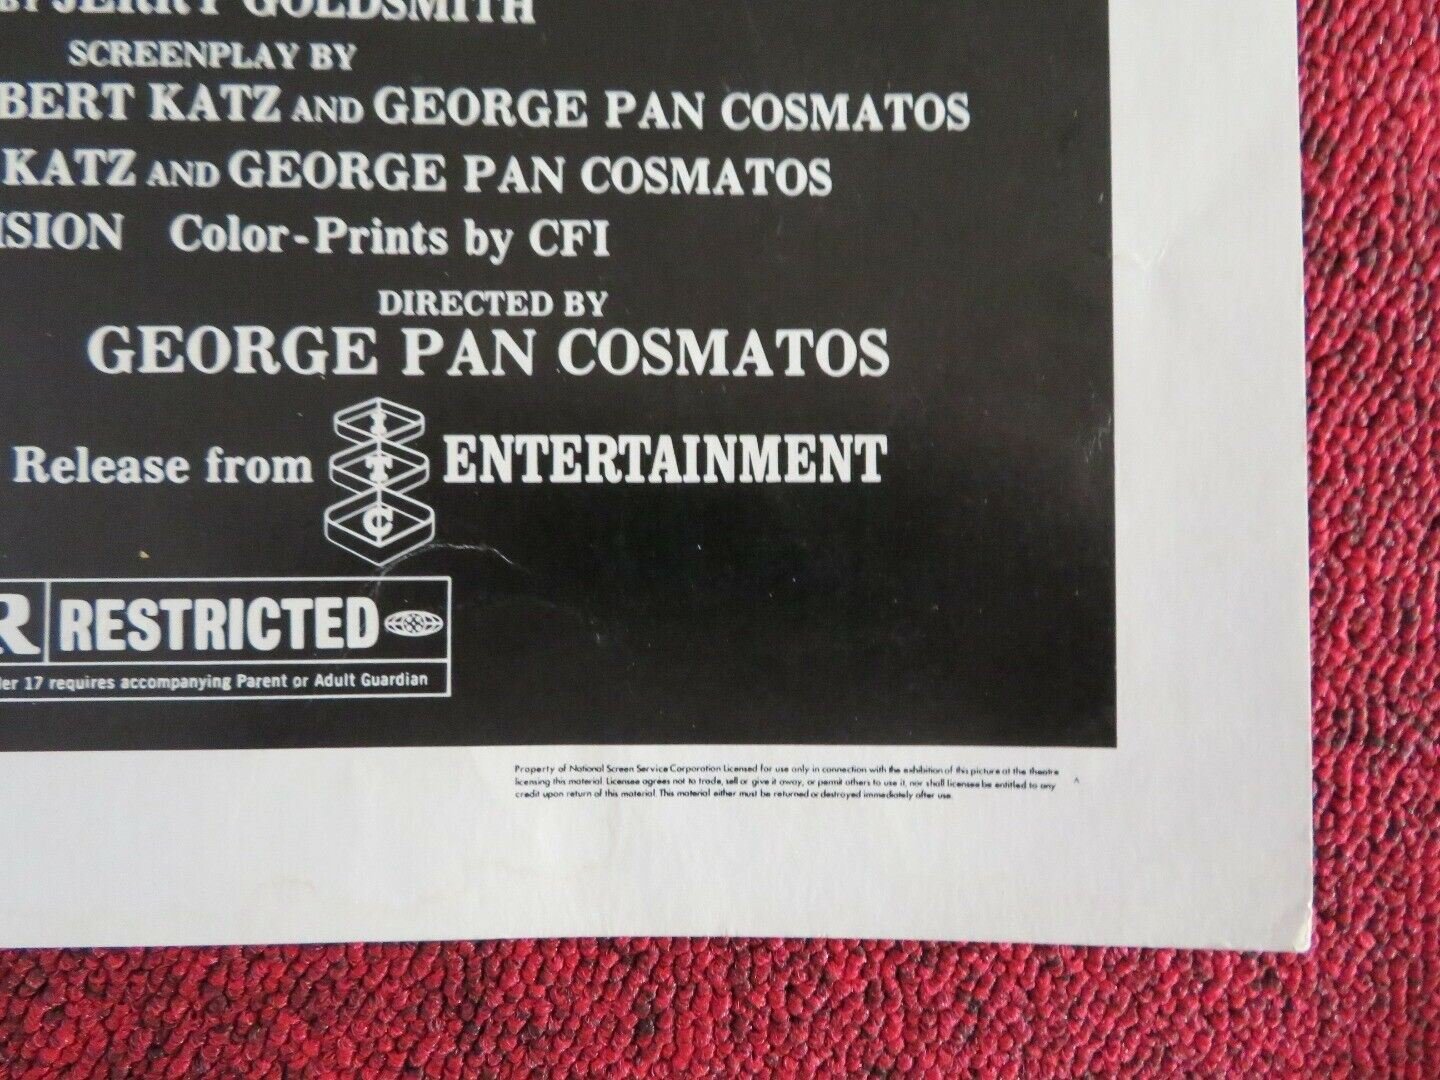 BY JERRY GOLDSMITH
SCREENPLAY BY
BERT KATZ AND GEORGE PAN COSMATOS
KATZ AND GEORGE PAN COSMATOS
ISION Color-Prints by CFI
DIRECTED BY
GEORGE PAN COSMATOS
Release from ITC ENTERTAINMENT
R RESTRICTED
der 17 requires accompanying Parent or Adult Guardian
Property of National Screen Service Corporation Licensed for use only in connection with the exhibition of this picture at the theatre
licensing this material. Licensee agrees not to trade, sell or give it away, or permit others to use it, nor shall licensee be entitled to any
credit upon return of this material. This material either must be returned or destroyed immediately after use.